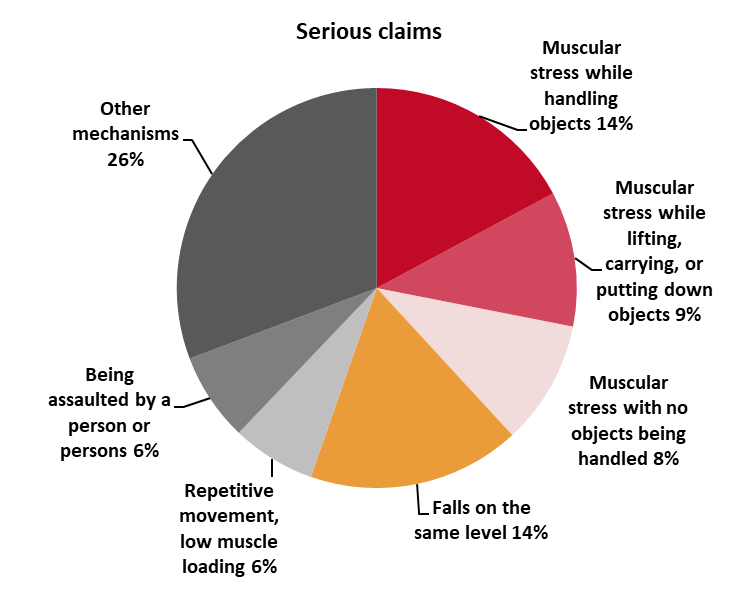 Serious claims
Muscular
stress while
handling
objects 14%
Muscular
stress while
lifting,
carrying, or
putting down
objects 9%
Muscular
stress with no
objects being
handled 8%
Falls on the
same level 14%
Repetitive
movement,
low muscle
loading 6%
Being
assaulted by a
person or
persons 6%
Other
mechanisms
26%